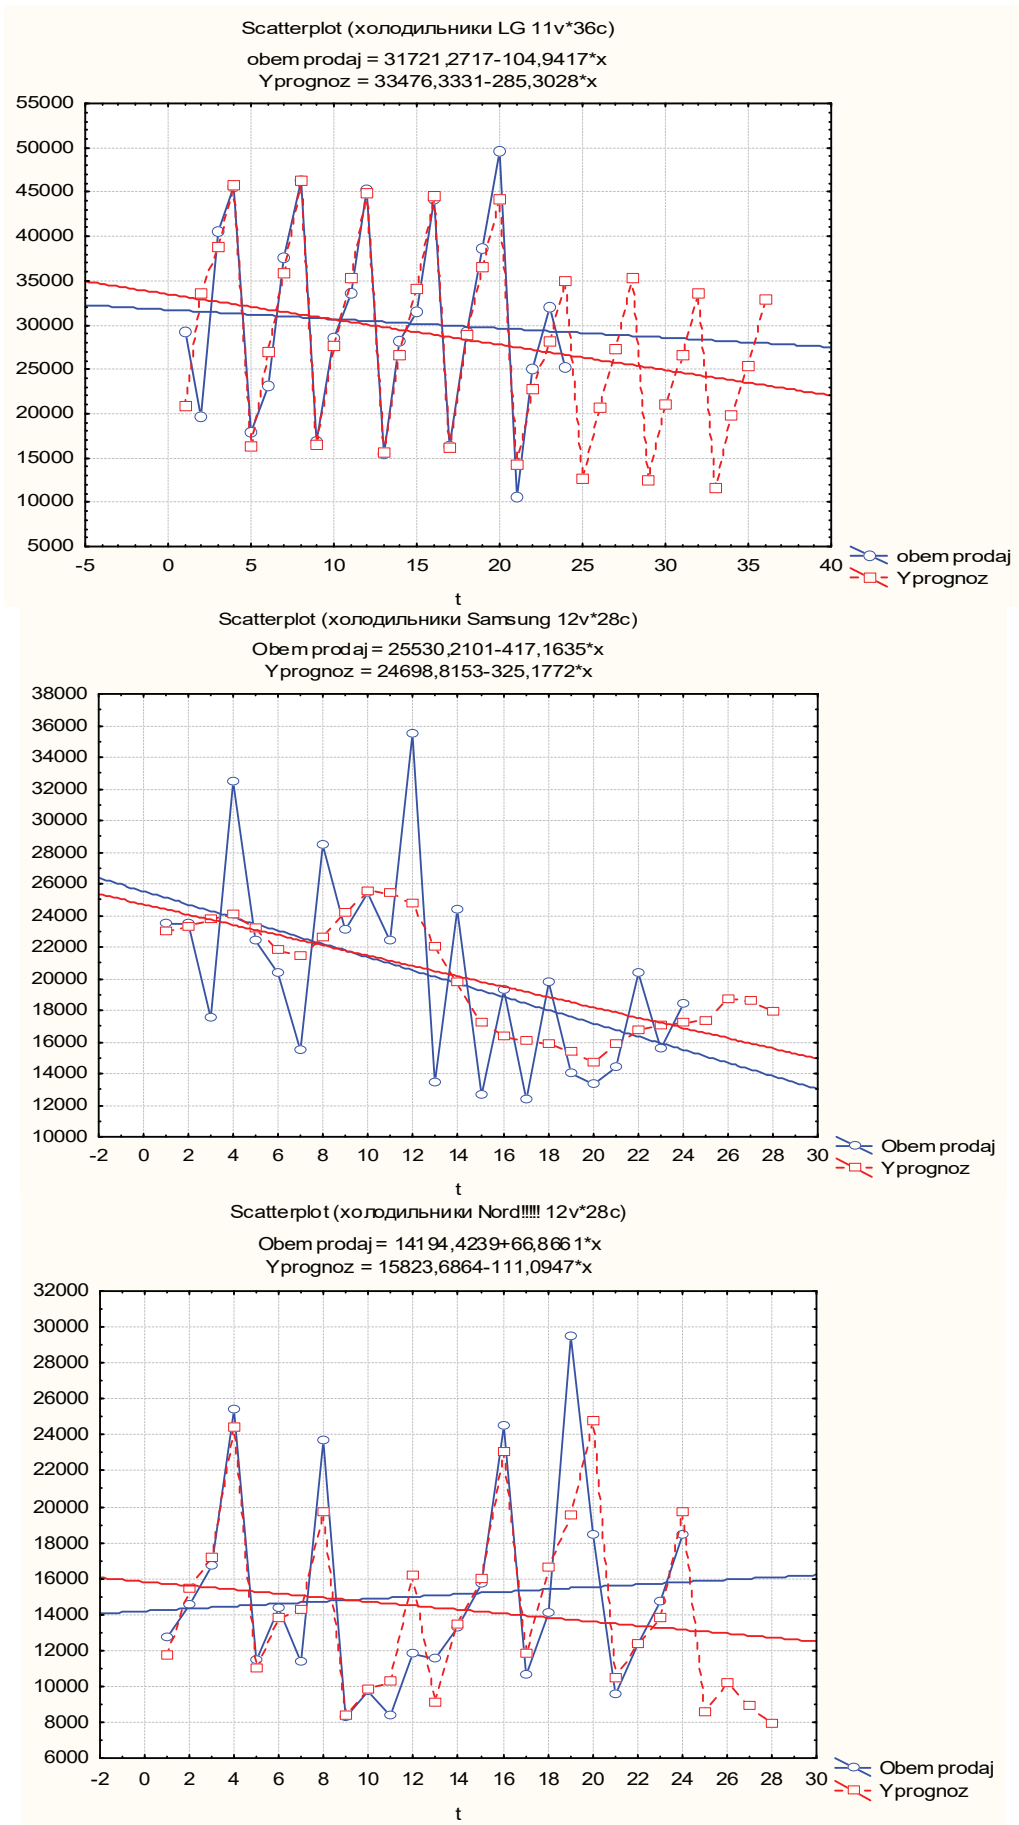 Scatterplot (холодильники LG 11v*36c)
obem prodaj = 31721,2717-104,9417*x
Yprognoz = 33476,3331-285,3028*x
55000
50000
45000
40000
35000
30000
25000
20000
15000
10000
5000
-5 0 5 10 15 20 25 30 35 40
t
obem prodaj
Yprognoz
Scatterplot (холодильники Samsung 12v*28c)
Obem prodaj = 25530,2101-417,1635*x
Yprognoz = 24698,8153-325,1772*x
38000
36000
34000
32000
30000
28000
26000
24000
22000
20000
18000
16000
14000
12000
10000
-2 0 2 4 6 8 10 12 14 16 18 20 22 24 26 28 30
t
Obem prodaj
Yprognoz
Scatterplot (холодильники Nord!!!!! 12v*28c)
Obem prodaj = 14194,4239+66,8661*x
Yprognoz = 15823,6864-111,0947*x
32000
30000
28000
26000
24000
22000
20000
18000
16000
14000
12000
10000
8000
6000
-2 0 2 4 6 8 10 12 14 16 18 20 22 24 26 28 30
t
Obem prodaj
Yprognoz